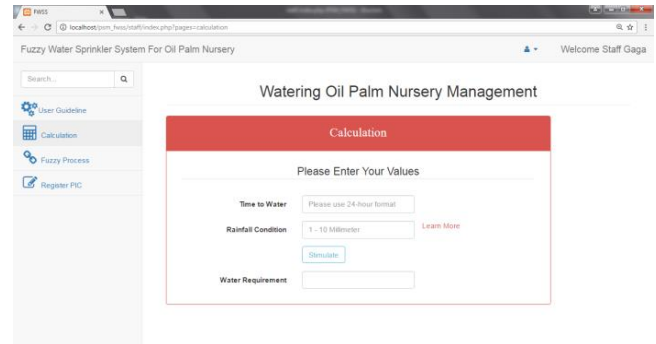 FWSS
localhost/psm_fwss/staff/index.php?pages=calculation
Fuzzy Water Sprinkler System For Oil Palm Nursery
Welcome Staff Gaga
Search...
User Guideline
Calculation
Fuzzy Process
Register PIC
Watering Oil Palm Nursery Management
Calculation
Please Enter Your Values
Time to Water
Please use 24-hour format
Rainfall Condition
1 - 10 Millimeter
Learn More
Stimulate
Water Requirement